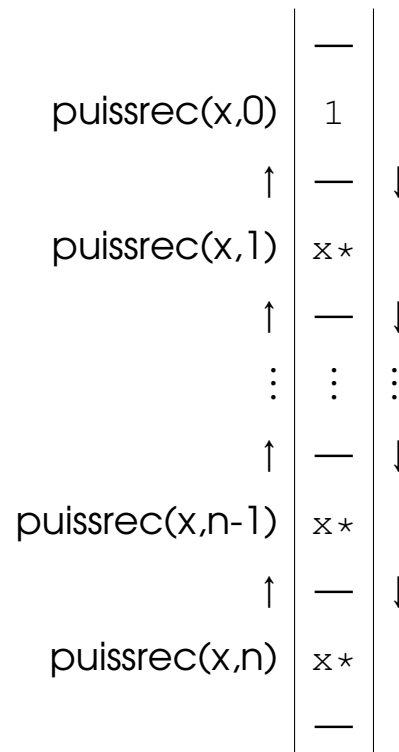 —
puissrec(x,0) 1
↑ — ↓
puissrec(x,1) x*
↑ — ↓
⋮ ⋮ ⋮
↑ — ↓
puissrec(x,n-1) x*
↑ — ↓
puissrec(x,n) x*
—